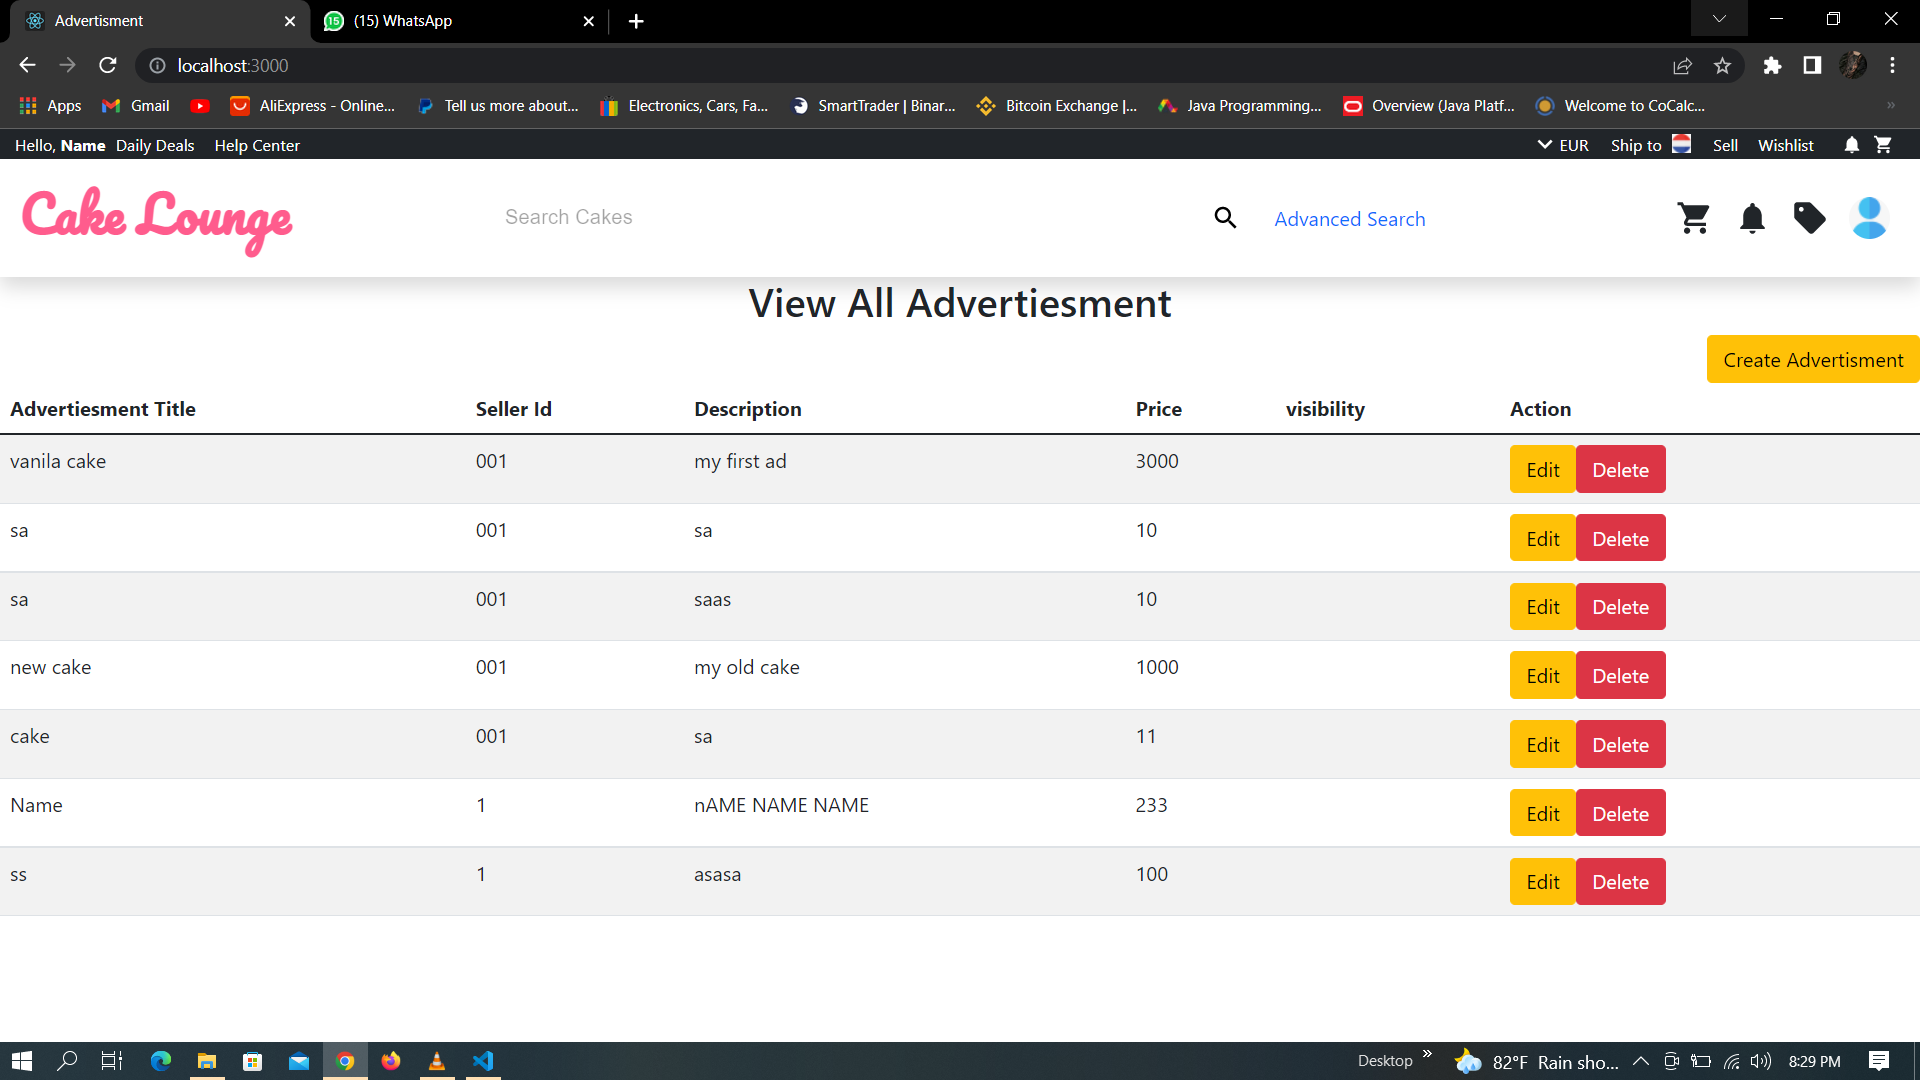 Advertisment
15 (15) WhatsApp
localhost:3000
Apps Gmail AliExpress - Online... Tell us more about... Electronics, Cars, Fa... SmartTrader | Binar... Bitcoin Exchange |... Java Programming... Overview (Java Platf... Welcome to CoCalc... »
Hello, Name Daily Deals Help Center EUR Ship to Sell Wishlist
Cake Lounge Search Cakes Advanced Search
View All Advertiesment
Create Advertisment
Advertiesment Title Seller Id Description Price visibility Action
vanila cake 001 my first ad 3000 Edit Delete
sa 001 sa 10 Edit Delete
sa 001 saas 10 Edit Delete
new cake 001 my old cake 1000 Edit Delete
cake 001 sa 11 Edit Delete
Name 1 nAME NAME NAME 233 Edit Delete
ss 1 asasa 100 Edit Delete
Desktop » 82°F Rain sho... 8:29 PM